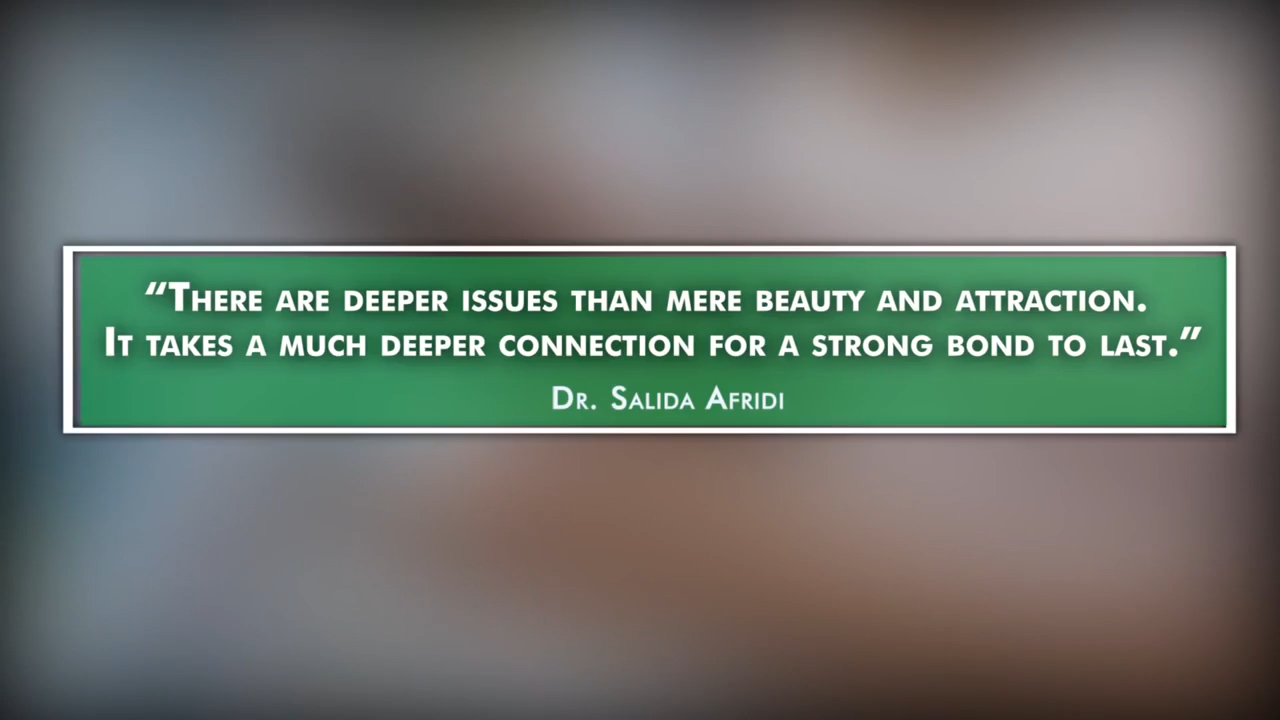 “There are deeper issues than mere beauty and attraction.
It takes a much deeper connection for a strong bond to last.”
Dr. Salida Afridi